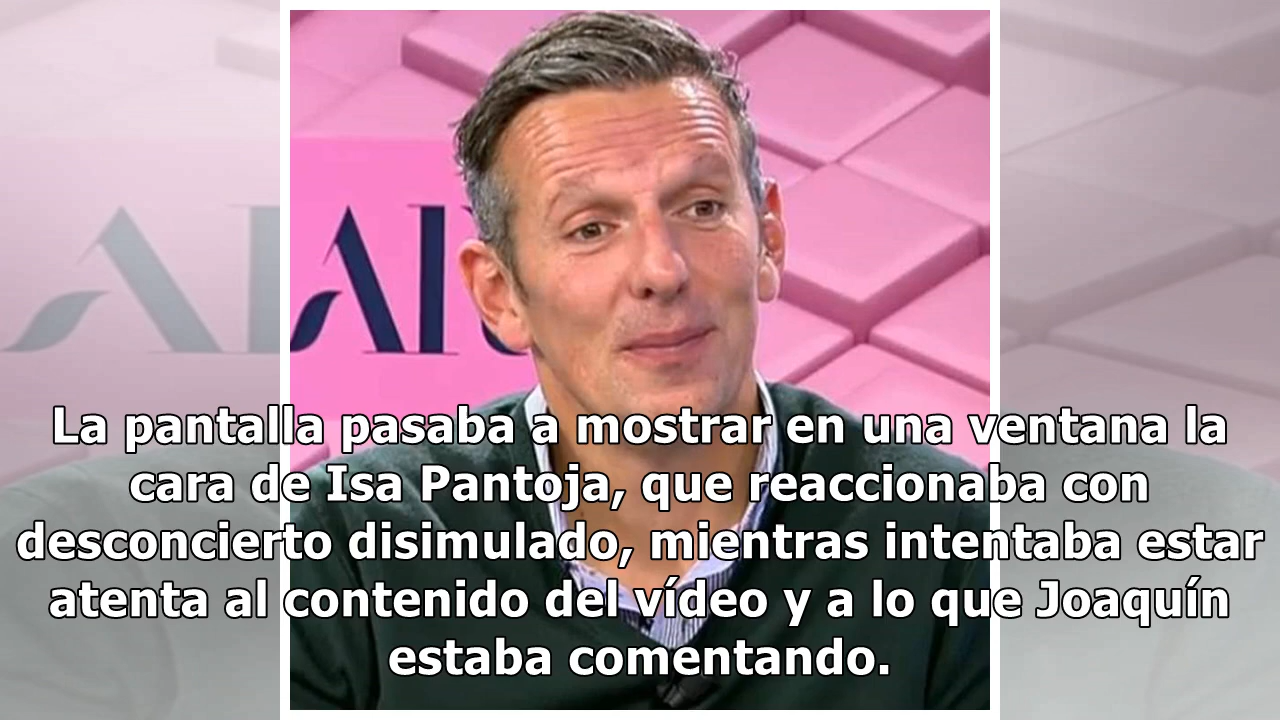 AR
La pantalla pasaba a mostrar en una ventana la
cara de Isa Pantoja, que reaccionaba con
desconcierto disimulado, mientras intentaba estar
atenta al contenido del vídeo y a lo que Joaquín
estaba comentando.